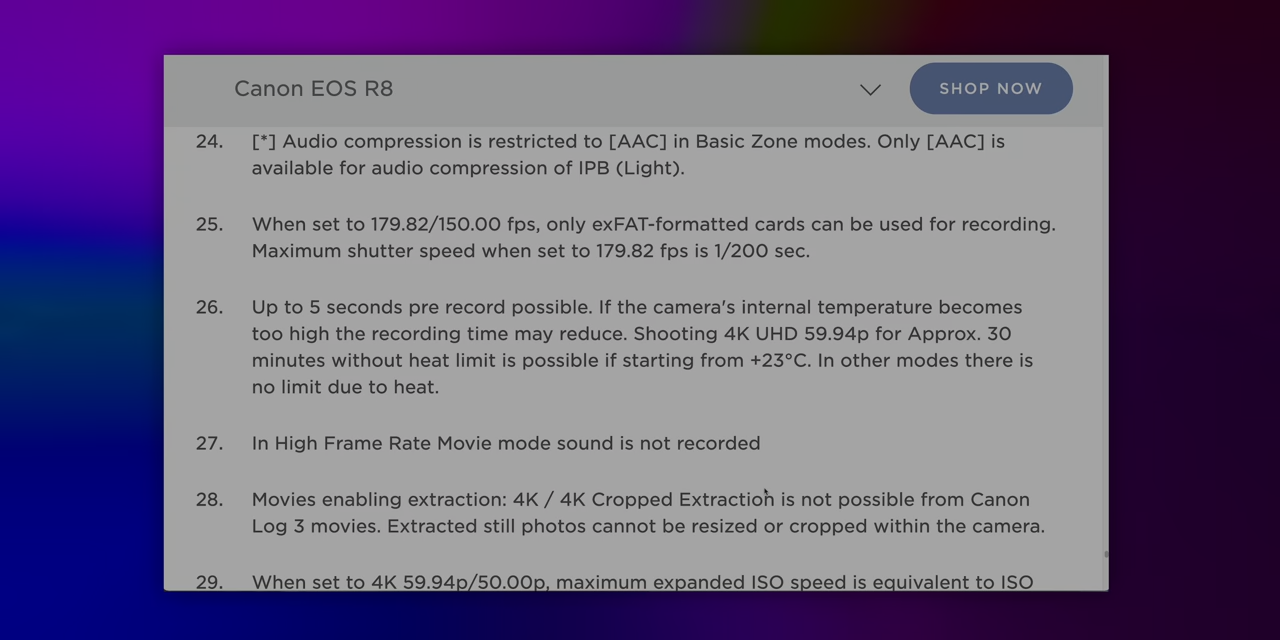 Canon EOS R8
SHOP NOW
24. [*] Audio compression is restricted to [AAC] in Basic Zone modes. Only [AAC] is
available for audio compression of IPB (Light).
25. When set to 179.82/150.00 fps, only exFAT-formatted cards can be used for recording.
Maximum shutter speed when set to 179.82 fps is 1/200 sec.
26. Up to 5 seconds pre record possible. If the camera's internal temperature becomes
too high the recording time may reduce. Shooting 4K UHD 59.94p for Approx. 30
minutes without heat limit is possible if starting from +23°C. In other modes there is
no limit due to heat.
27. In High Frame Rate Movie mode sound is not recorded
28. Movies enabling extraction: 4K / 4K Cropped Extraction is not possible from Canon
Log 3 movies. Extracted still photos cannot be resized or cropped within the camera.
29. When set to 4K 59.94p/50.00p, maximum expanded ISO speed is equivalent to ISO